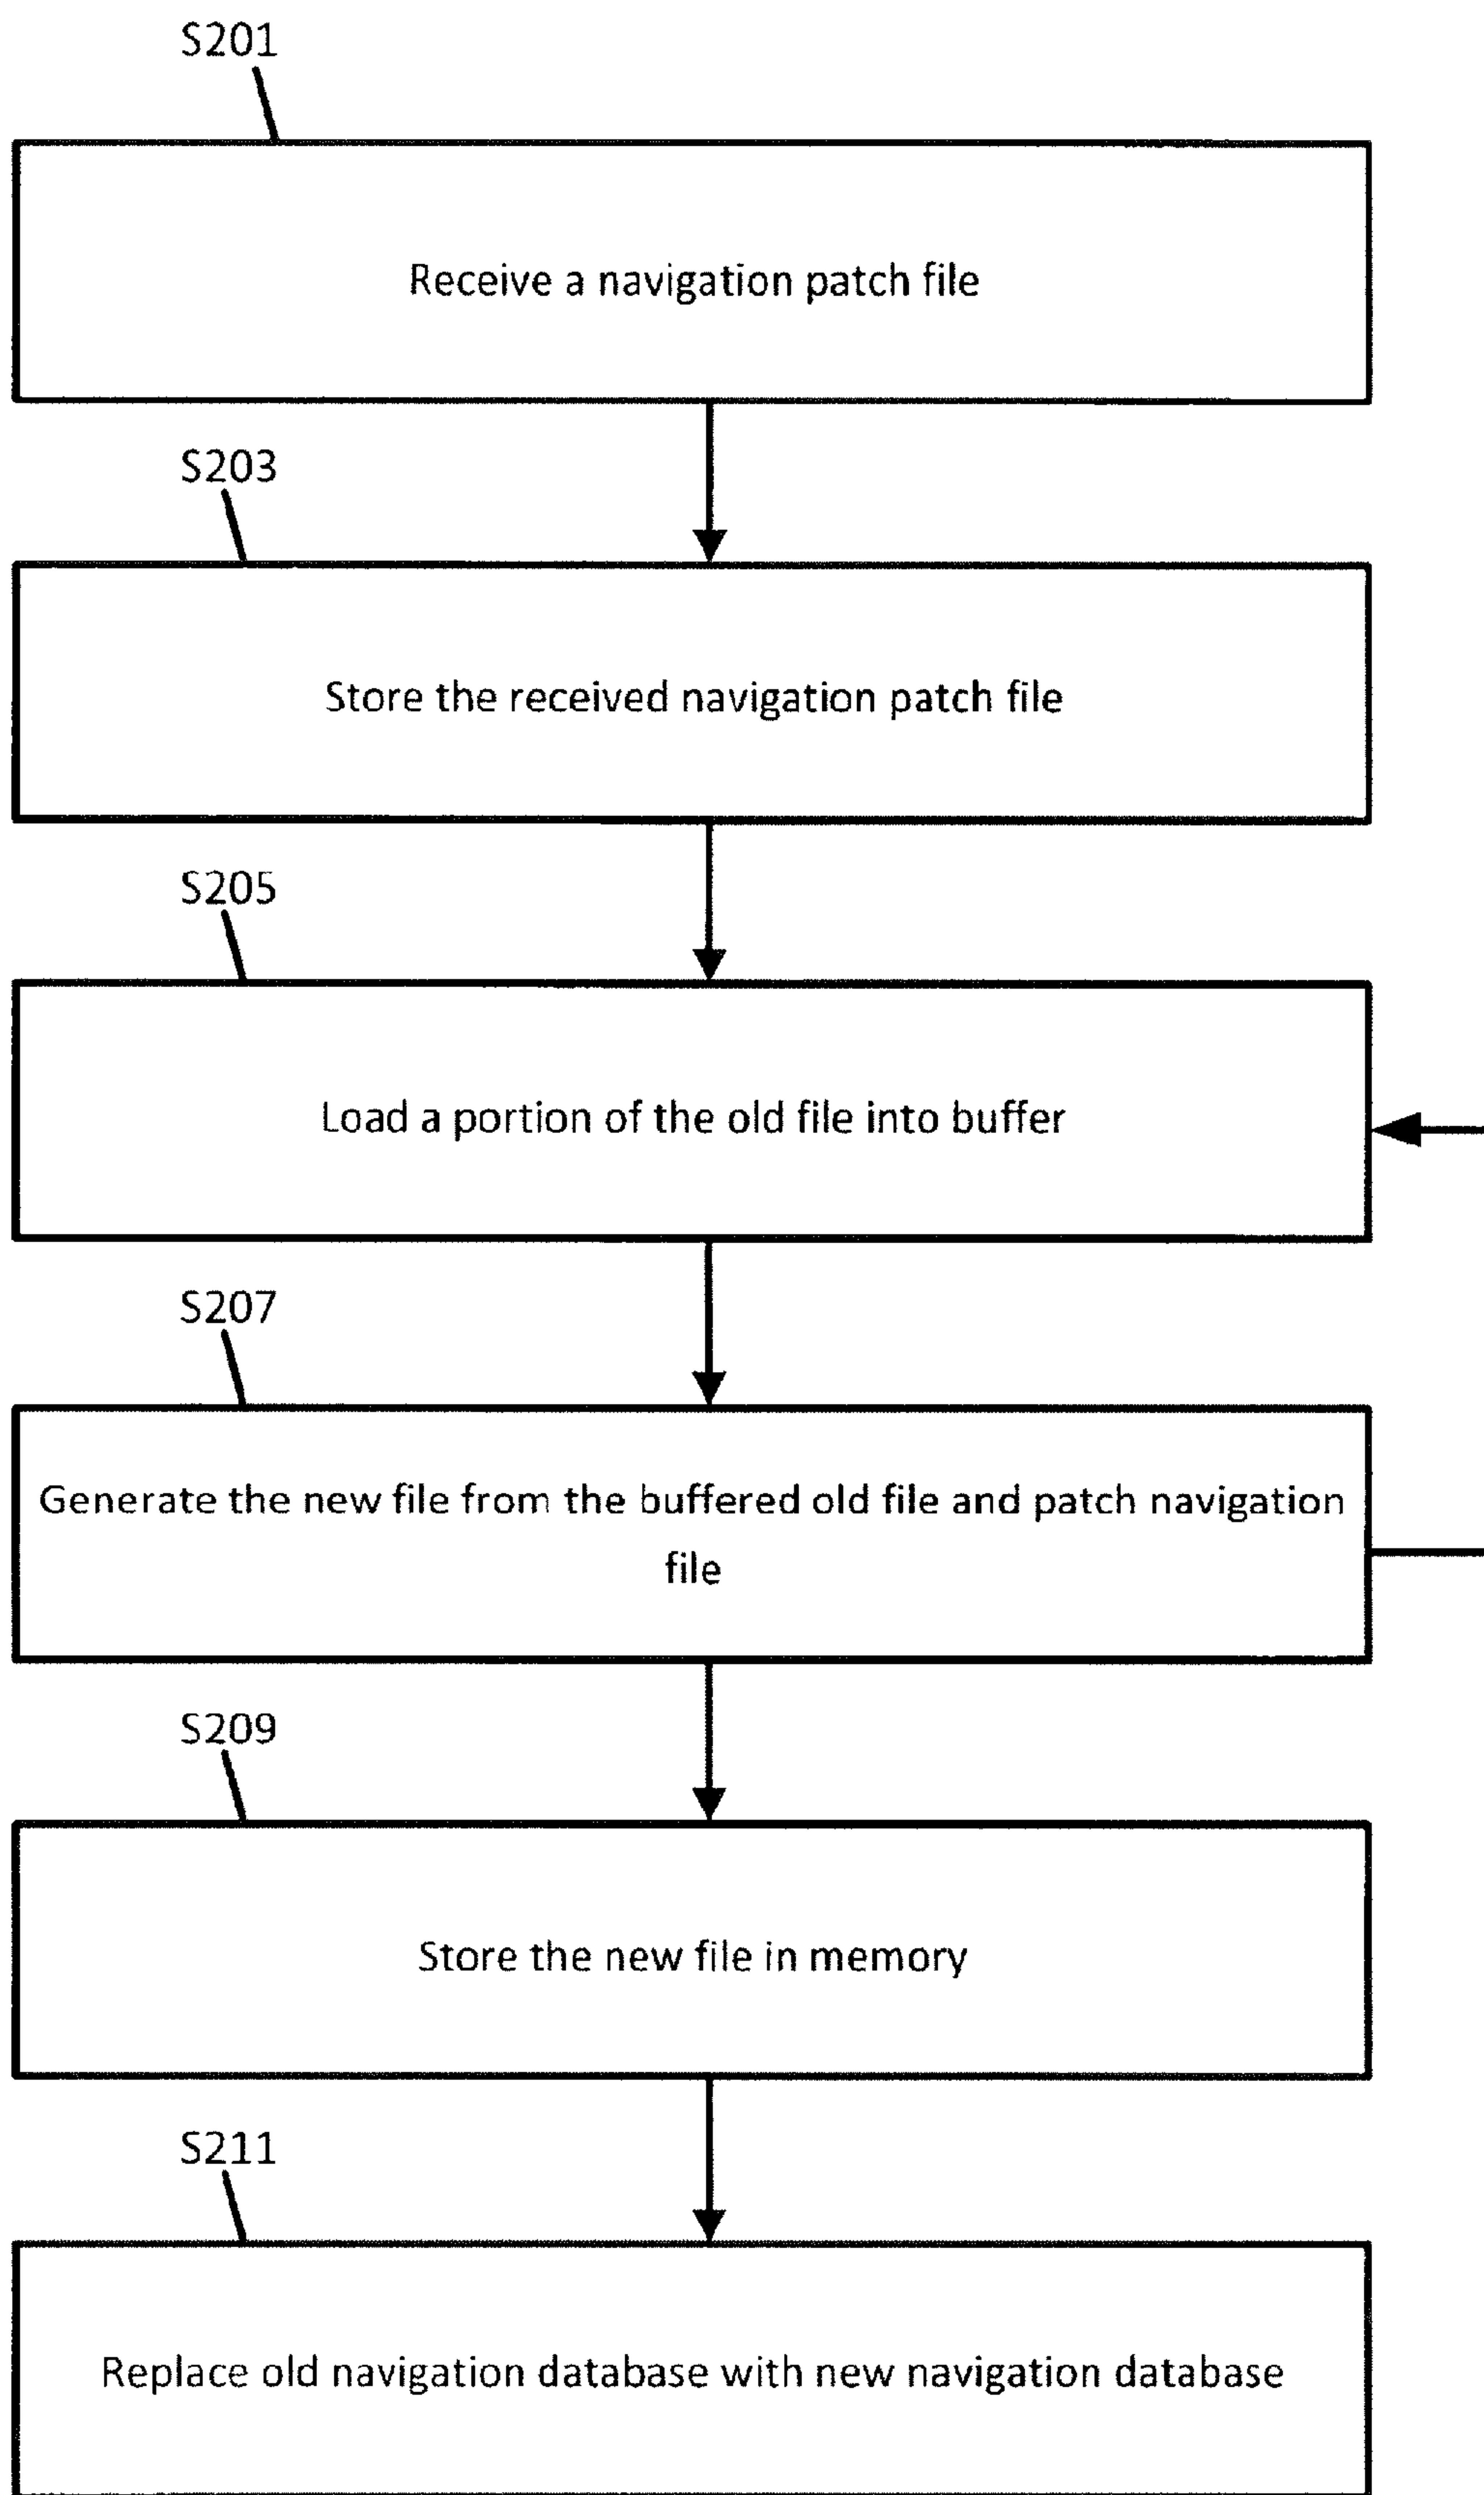 S201
Receive a navigation patch file
S203
Store the received navigation patch file
S205
Load a portion of the old file into buffer
S207
Generate the new file from the buffered old file and patch navigation
file
S209
Store the new file in memory
S211
Replace old navigation database with new navigation database